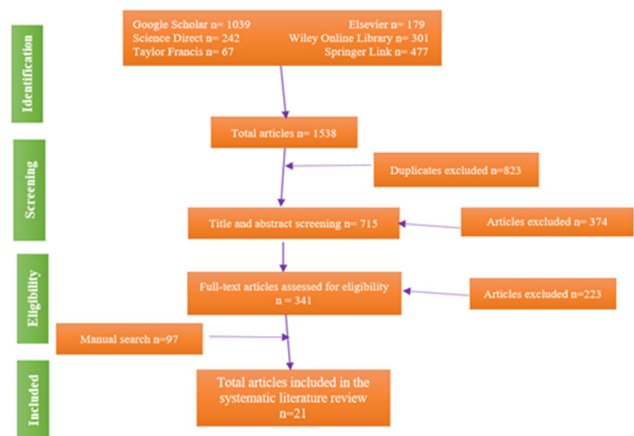 Google Scholar n= 1039 Elsevier n= 179
Science Direct n= 242 Wiley Online Library n= 301
Taylor Francis n= 67 Springer Link n= 477
Identification
Total articles n= 1538
Duplicates excluded n=823
Screening
Title and abstract screening n = 715
Articles excluded n= 374
Full-text articles assessed for eligibility
n = 341
Articles excluded n=223
Eligibility
Manual search n=97
Total articles included in the
systematic literature review
n=21
Included